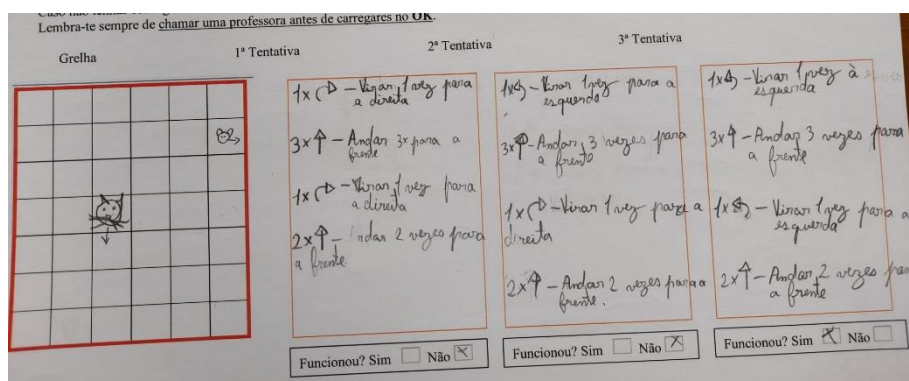 Lembra-te sempre de chamar uma professora antes de carregares no OK.
Grelha
1ª Tentativa
2ª Tentativa
3ª Tentativa
1x - Virar 1 vez para
a direita
3x↑ - Andar 3x para a
frente
1x - Virar 1 vez para
a direita
2x↑ - Andar 2 vezes para
a frente
Funcionou? Sim Não X
1x - Virar 1 vez para a
esquerda
3x↑ - Andar 3 vezes para
a frente
1x - Virar 1 vez para a
direita
2x↑ - Andar 2 vezes para a
frente.
Funcionou? Sim Não X
1x - Virar 1 vez à
esquerda
3x↑ - Andar 3 vezes para
a frente
1x - Virar 1 vez para a
esquerda
2x↑ - Andar 2 vezes
a frente
Funcionou? Sim X Não